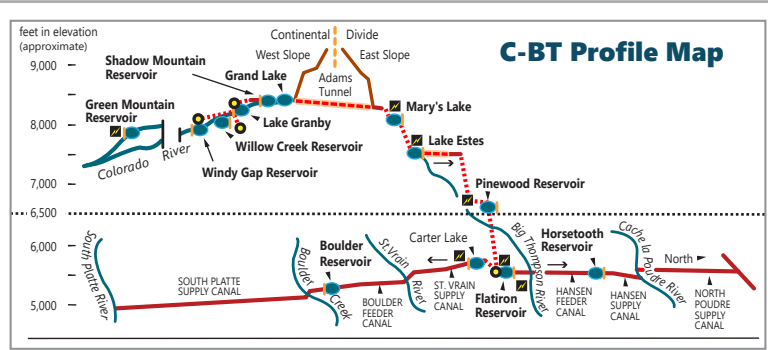 feet in elevation
(approximate)
Continental Divide
West Slope East Slope
C-BT Profile Map
9,000
Shadow Mountain
Reservoir
Grand Lake
Adams
Tunnel
Green Mountain
Reservoir
Mary's Lake
8,000
Lake Granby
Lake Estes
Willow Creek Reservoir
Colorado River
Windy Gap Reservoir
7,000
Pinewood Reservoir
6,500
6,000
South Platte River
SOUTH PLATTE
SUPPLY CANAL
Boulder
Creek
Boulder
Reservoir
BOULDER
FEEDER
CANAL
St.Vrain
River
Carter Lake
ST. VRAIN
SUPPLY
CANAL
Flatiron
Reservoir
Big Thompson River
Horsetooth
Reservoir
HANSEN
FEEDER
CANAL
HANSEN
SUPPLY
CANAL
Cache la Poudre River
North
NORTH
POUDRE
SUPPLY
CANAL
5,000